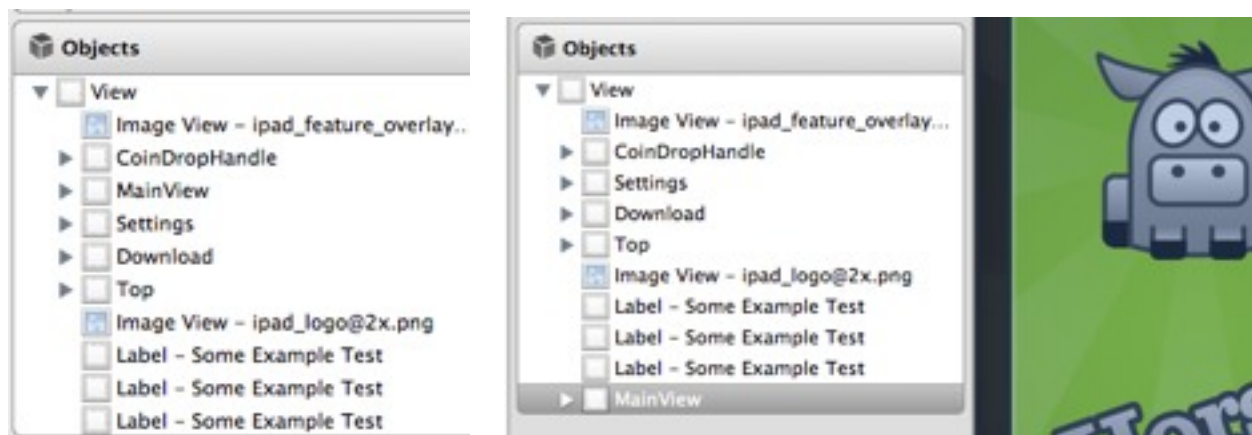 Objects
View
Image View – ipad_feature_overlay..
CoinDropHandle
MainView
Settings
Download
Top
Image View – ipad_logo@2x.png
Label – Some Example Test
Label – Some Example Test
Label – Some Example Test
Objects
View
Image View – ipad_feature_overlay...
CoinDropHandle
Settings
Download
Top
Image View – ipad_logo@2x.png
Label – Some Example Test
Label – Some Example Test
Label – Some Example Test
MainView
Hors